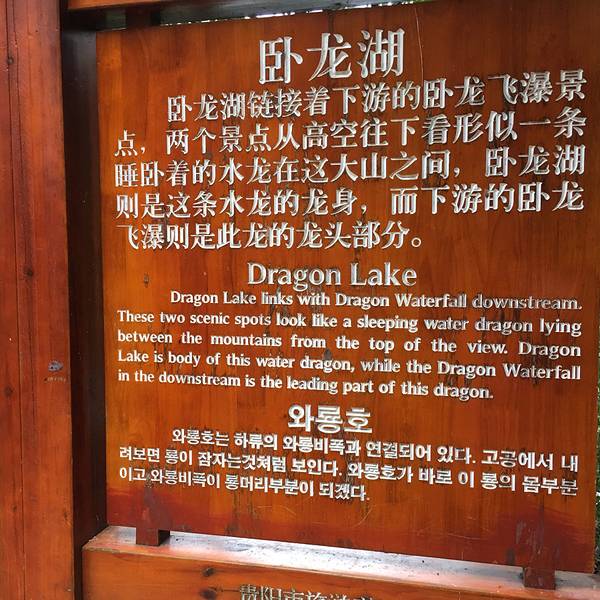 卧龙湖
卧龙湖链接着下游的卧龙飞瀑景
点，两个景点从高空往下看形似一条
睡卧着的水龙在这大山之间，卧龙湖
则是这条水龙的龙身，而下游的卧龙
飞瀑则是此龙的龙头部分。
Dragon Lake
Dragon Lake links with Dragon Waterfall downstream.
These two scenic spots look like a sleeping water dragon lying
between the mountains from the top of the view. Dragon
Lake is body of this water dragon, while the Dragon Waterfall
in the downstream is the leading part of this dragon.
와룡호
와룡호는 하류의 와룡비폭과 연결되어 있다. 고공에서 내
려보면 룡이 잠자는것처럼 보인다. 와룡호가 바로 이 룡의 몸부분
이고 와룡비폭이 룡머리부분이 되겠다.
贵阳市旅游